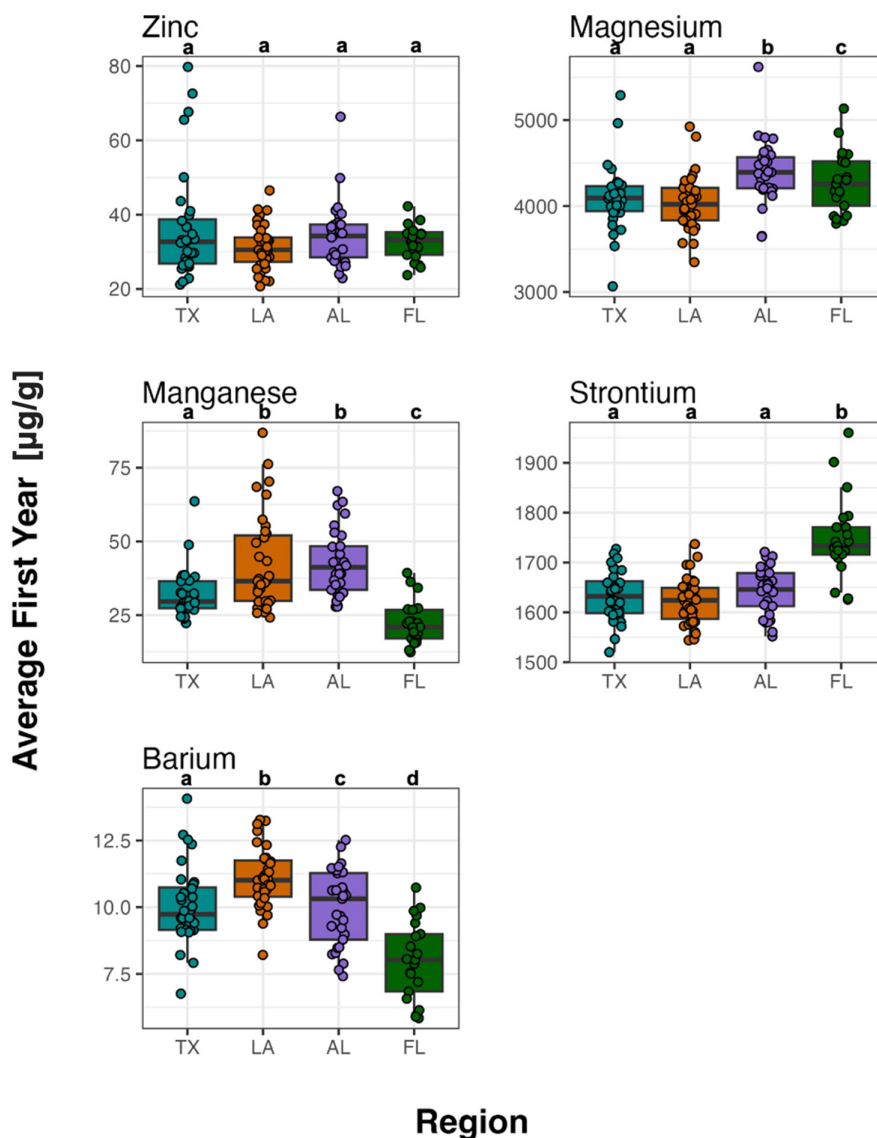 Zinc
a a a a
80
60
40
20
TX LA AL FL
Magnesium
a a b c
5000
4000
3000
TX LA AL FL
Manganese
a b b c
75
50
25
TX LA AL FL
Strontium
a a a b
1900
1800
1700
1600
1500
TX LA AL FL
Barium
a b c d
12.5
10.0
7.5
TX LA AL FL
Average First Year [µg/g]
Region